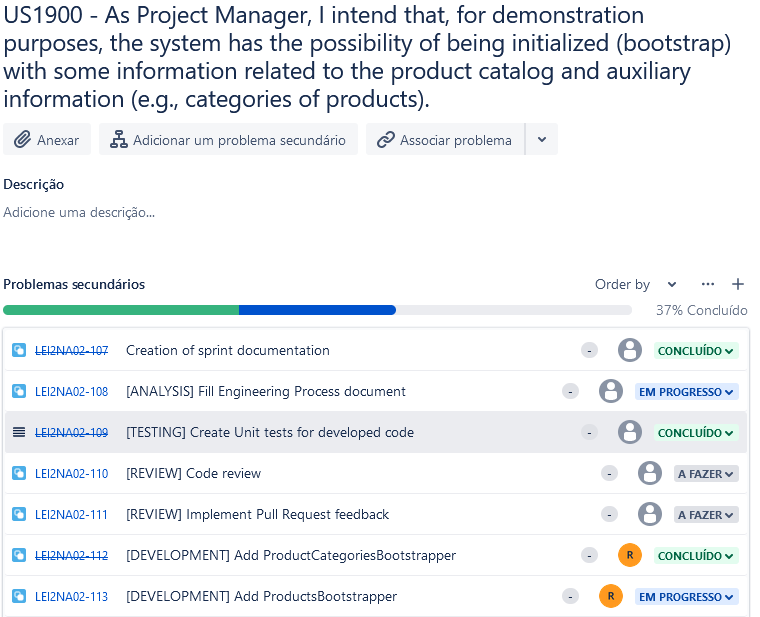 US1900 - As Project Manager, I intend that, for demonstration
purposes, the system has the possibility of being initialized (bootstrap)
with some information related to the product catalog and auxiliary
information (e.g., categories of products).
Anexar Adicionar um problema secundário Associar problema
Descrição
Adicione uma descrição...
Problemas secundários Order by
37% Concluído
LEI2NA02-107 Creation of sprint documentation - CONCLUÍDO
LEI2NA02-108 [ANALYSIS] Fill Engineering Process document - EM PROGRESSO
LEI2NA02-109 [TESTING] Create Unit tests for developed code - CONCLUÍDO
LEI2NA02-110 [REVIEW] Code review - A FAZER
LEI2NA02-111 [REVIEW] Implement Pull Request feedback - A FAZER
LEI2NA02-112 [DEVELOPMENT] Add ProductCategoriesBootstrapper - R CONCLUÍDO
LEI2NA02-113 [DEVELOPMENT] Add ProductsBootstrapper - R EM PROGRESSO